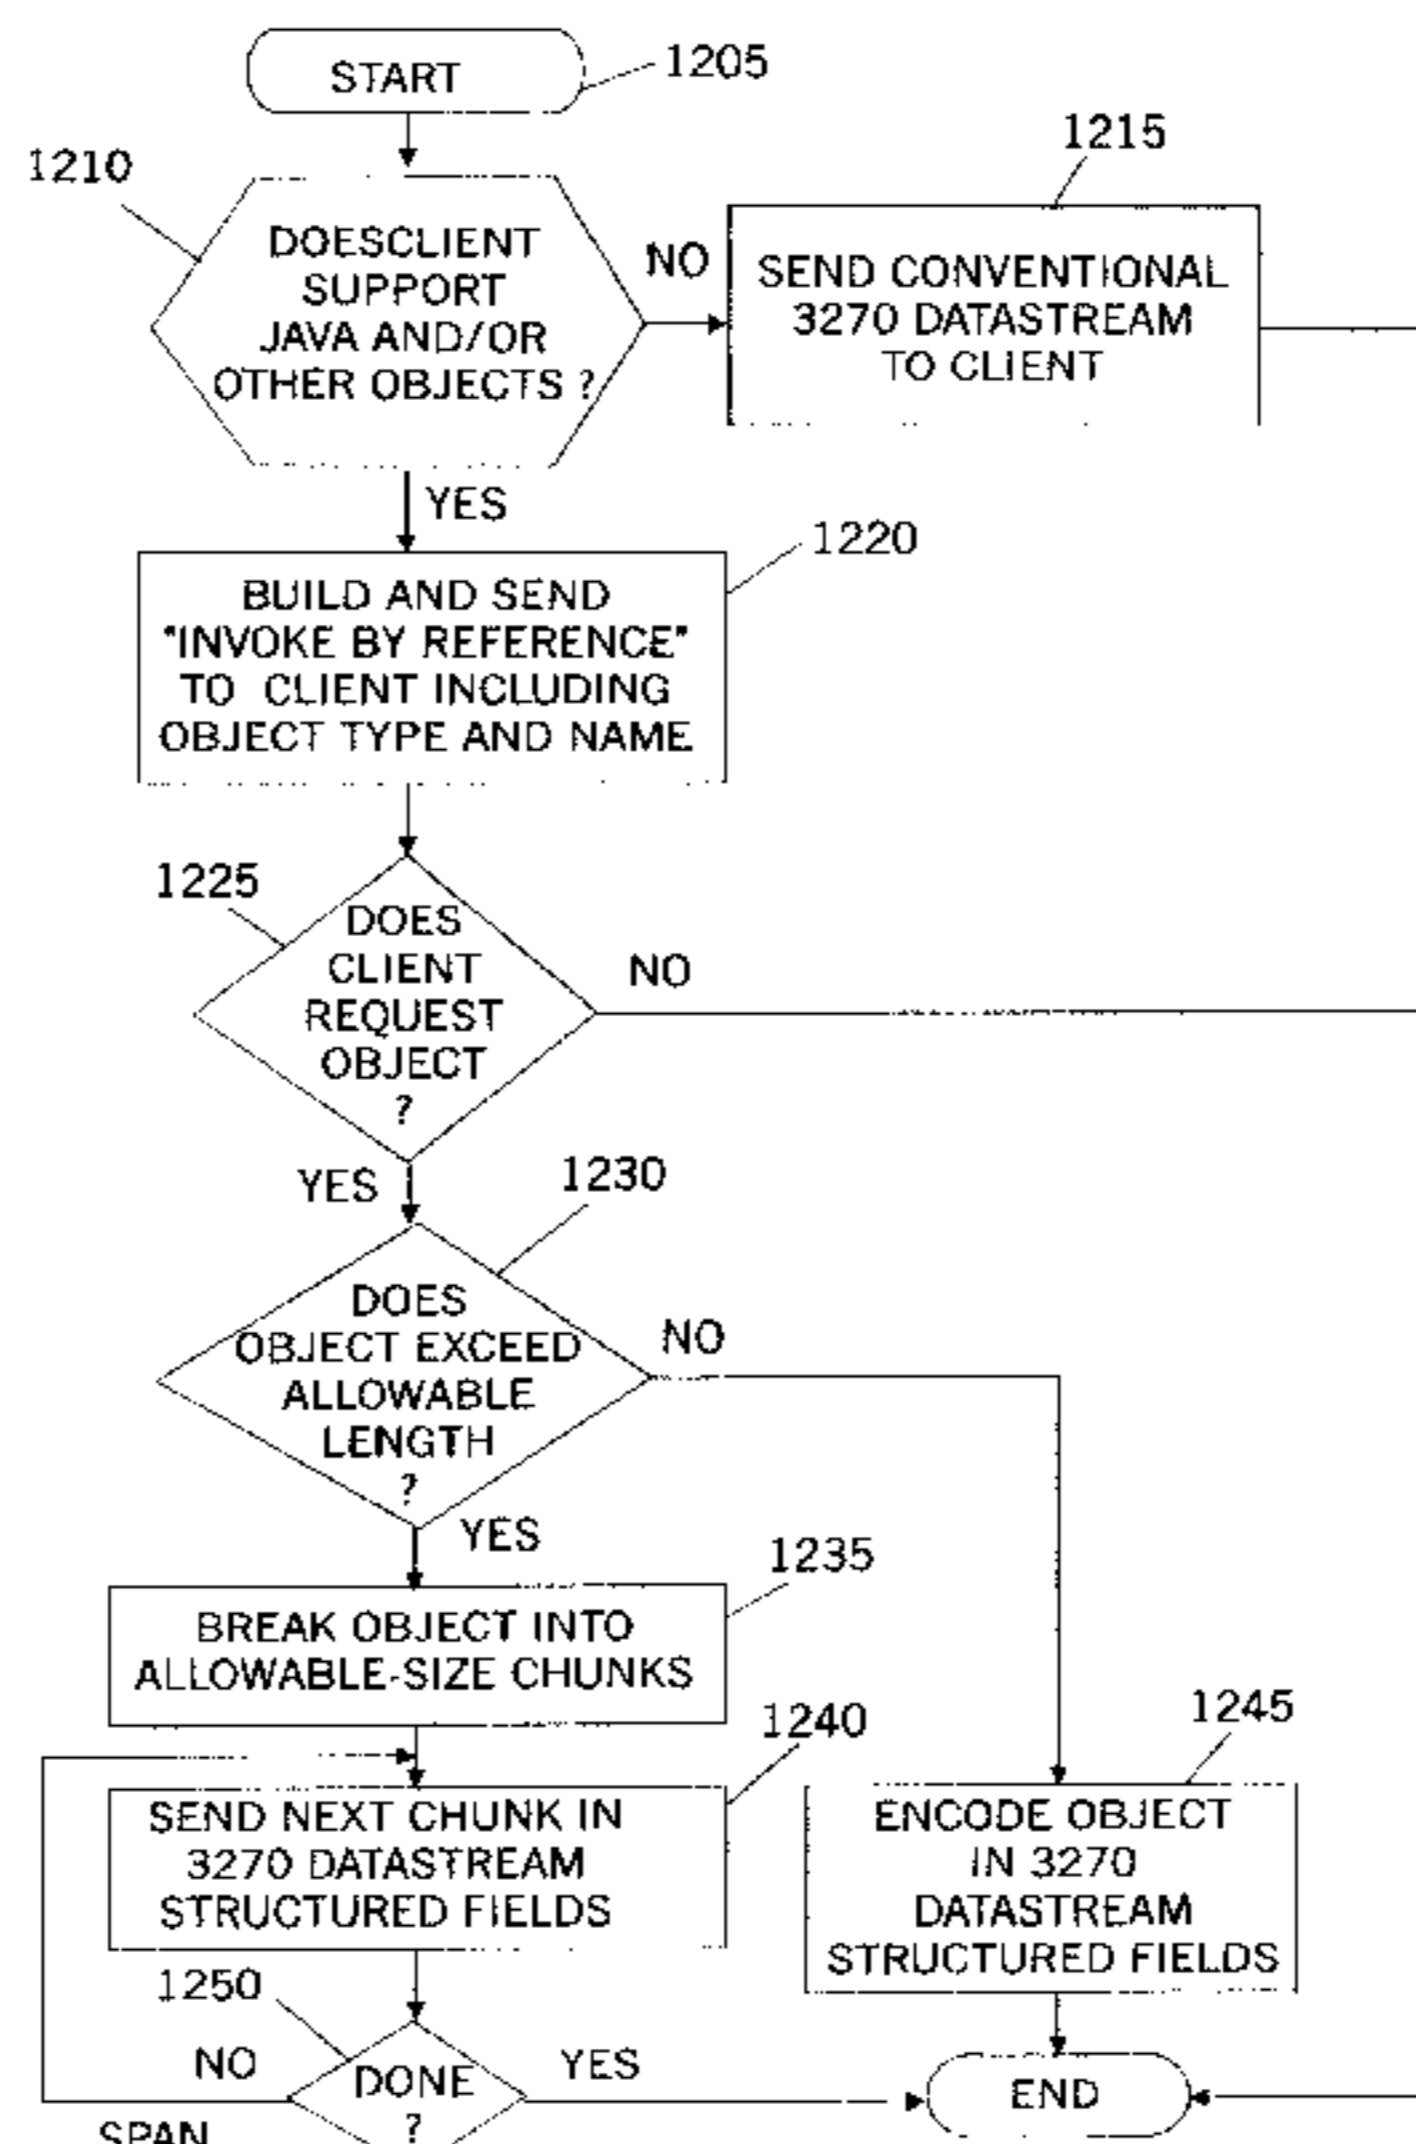 START
1205
1210
DOESCLIENT
SUPPORT
JAVA AND/OR
OTHER OBJECTS ?
NO
1215
SEND CONVENTIONAL
3270 DATASTREAM
TO CLIENT
YES
1220
BUILD AND SEND
"INVOKE BY REFERENCE"
TO CLIENT INCLUDING
OBJECT TYPE AND NAME
1225
DOES
CLIENT
REQUEST
OBJECT
?
NO
YES
1230
DOES
OBJECT EXCEED
ALLOWABLE
LENGTH
?
NO
YES
1235
BREAK OBJECT INTO
ALLOWABLE-SIZE CHUNKS
1240
SEND NEXT CHUNK IN
3270 DATASTREAM
STRUCTURED FIELDS
1245
ENCODE OBJECT
IN 3270
DATASTREAM
STRUCTURED FIELDS
1250
NO
DONE
?
YES
END
SPAN